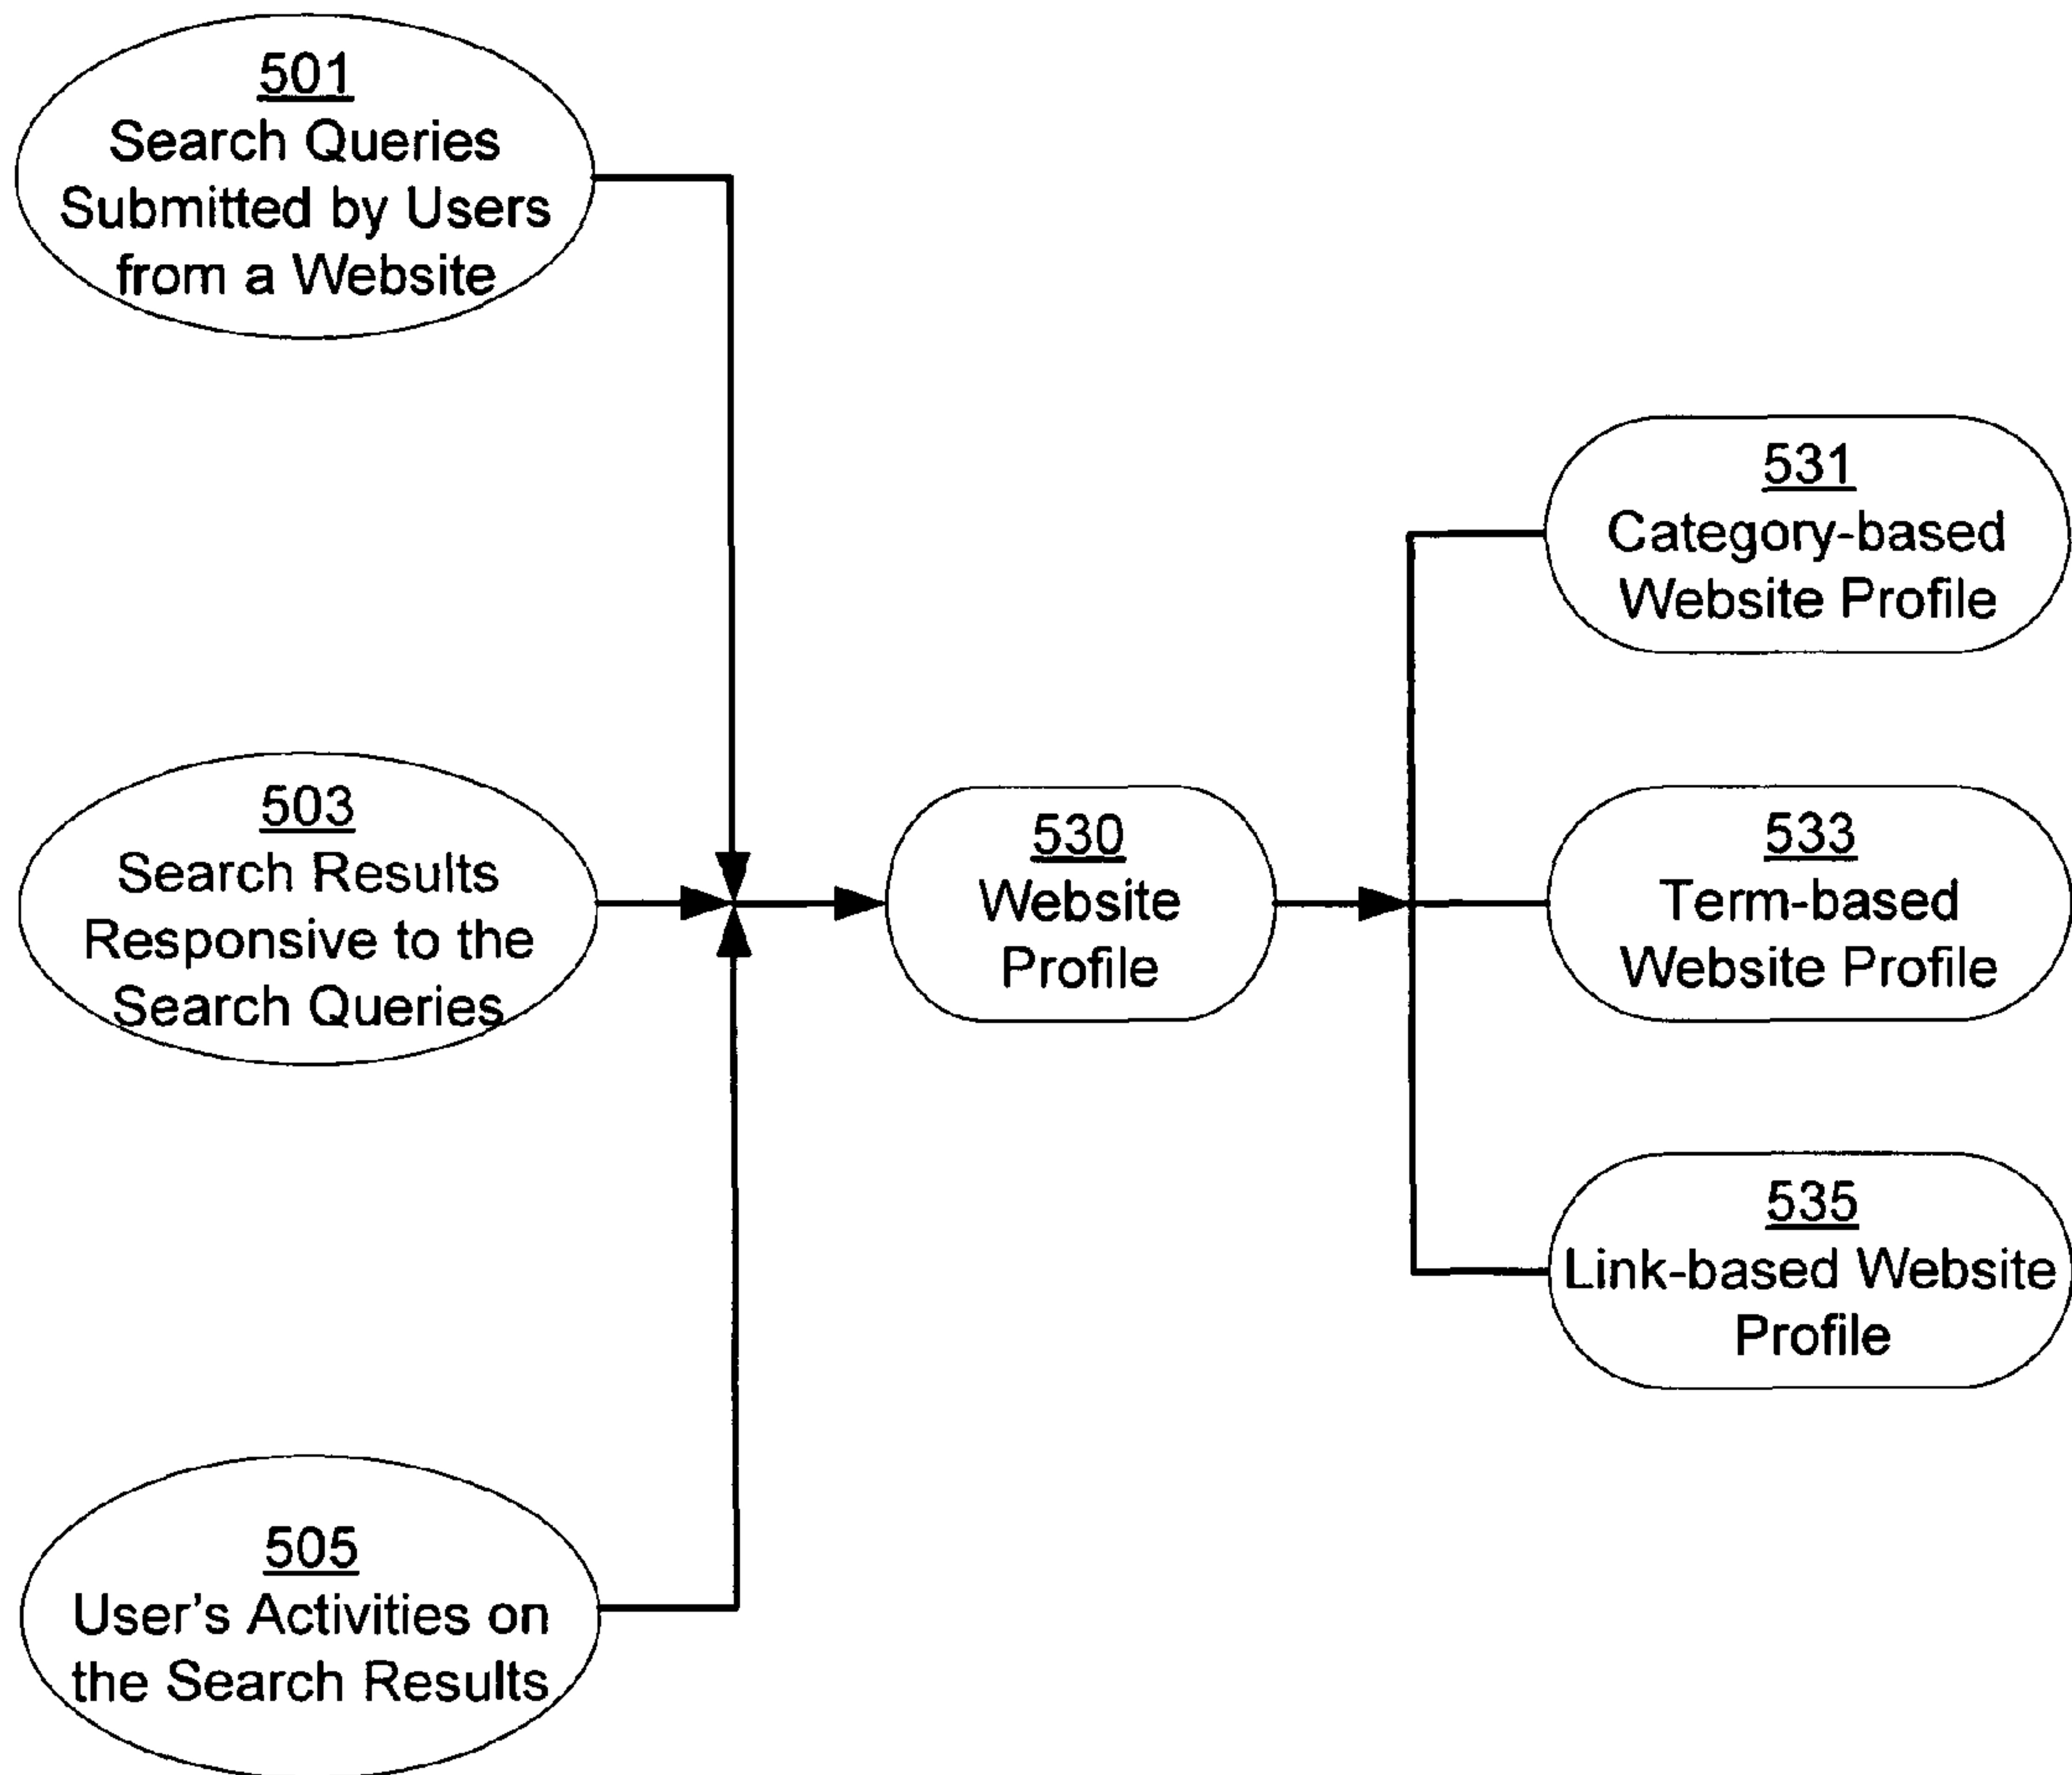 501
Search Queries
Submitted by Users
from a Website
503
Search Results
Responsive to the
Search Queries
505
User's Activities on
the Search Results
530
Website
Profile
531
Category-based
Website Profile
533
Term-based
Website Profile
535
Link-based Website
Profile